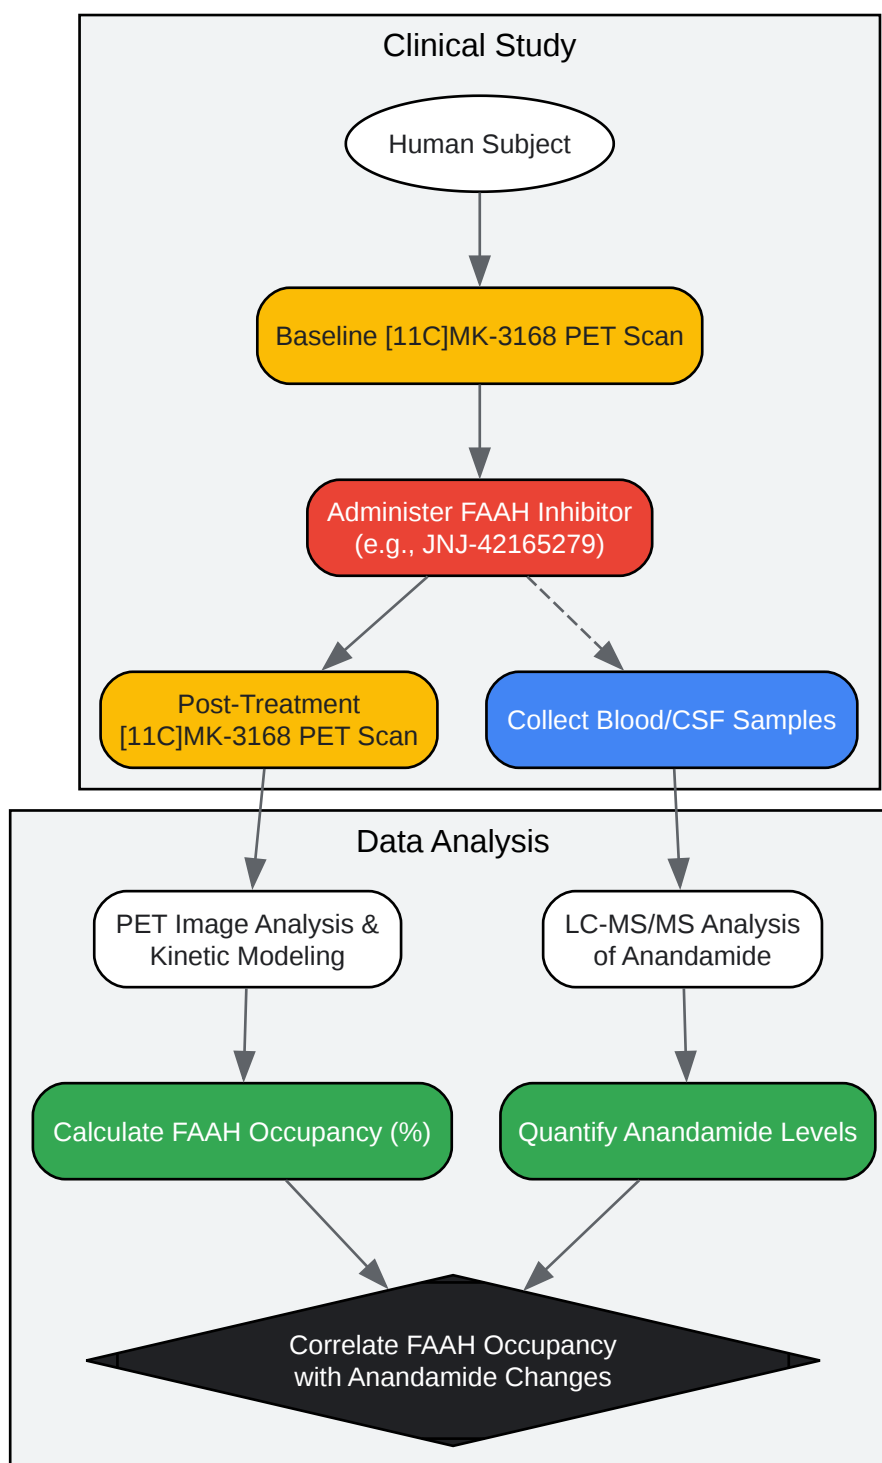 Clinical Study
Human Subject
Baseline [11C]MK-3168 PET Scan
Administer FAAH Inhibitor
(e.g., JNJ-42165279)
Post-Treatment
[11C]MK-3168 PET Scan
Collect Blood/CSF Samples
Data Analysis
PET Image Analysis &
Kinetic Modeling
LC-MS/MS Analysis
of Anandamide
Calculate FAAH Occupancy (%)
Quantify Anandamide Levels
Correlate FAAH Occupancy
with Anandamide Changes